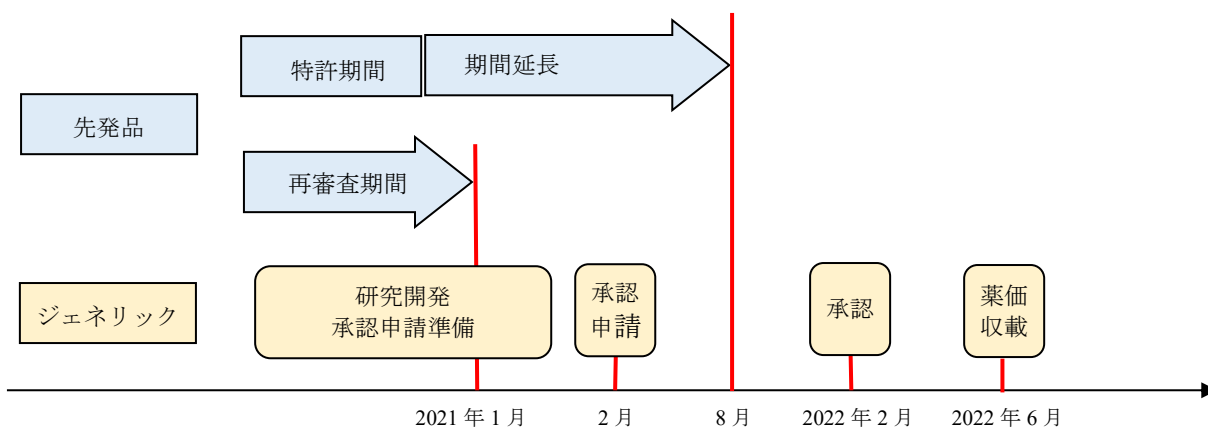 特許期間
期間延長
先発品
再審査期間
ジェネリック
研究開発
承認申請準備
承認
申請
承認
薬価
収載
2021 年 1 月
2 月
8 月
2022 年 2 月
2022 年 6 月